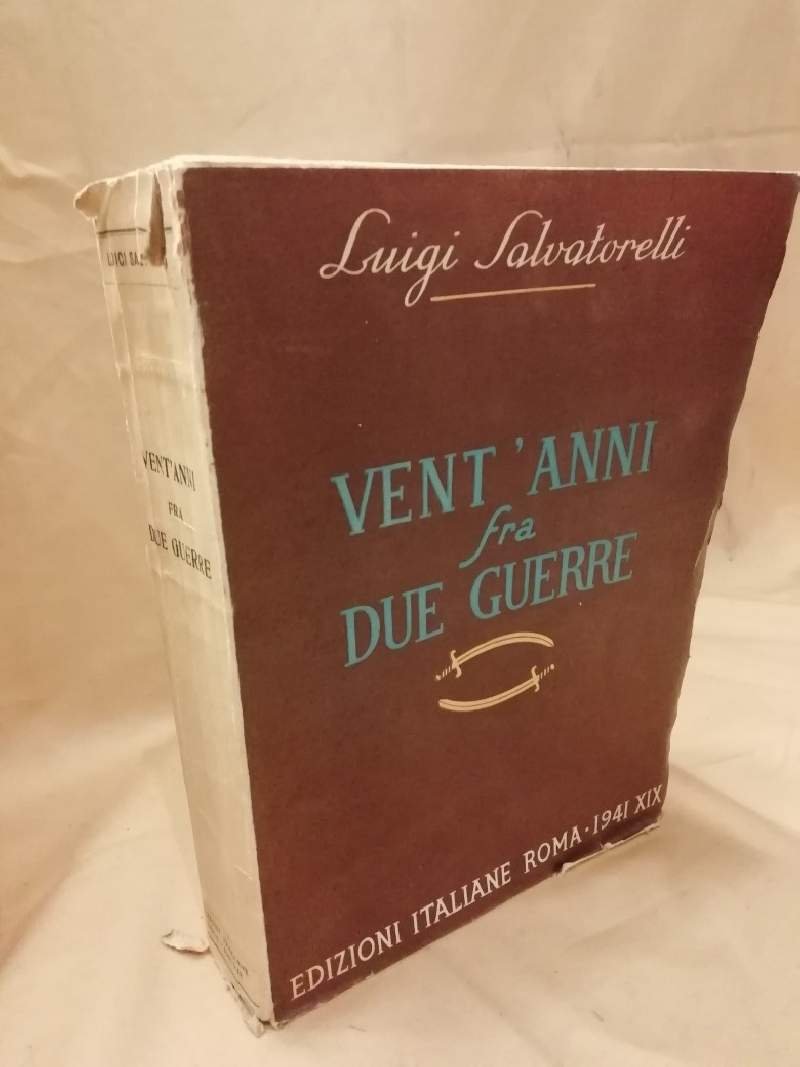 Luigi Salvatorelli
VENT'ANNI
fra
DUE GUERRE
EDIZIONI ITALIANE ROMA · 1941 XIX
VENT'ANNI
FRA
DUE GUERRE